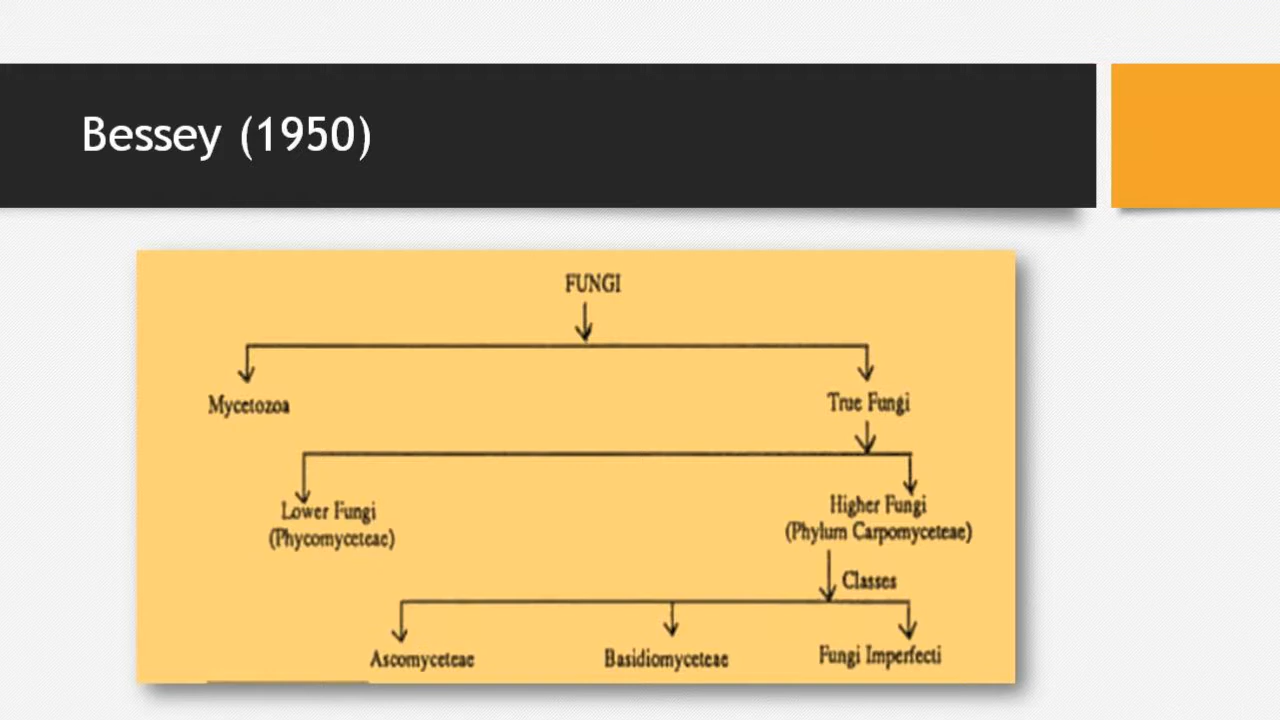 Bessey (1950)
FUNGI
Mycetozoa
True Fungi
Lower Fungi
(Phycomyceteae)
Higher Fungi
(Phylum Carpomyceteae)
Classes
Ascomyceteae
Basidiomyceteae
Fungi Imperfecti